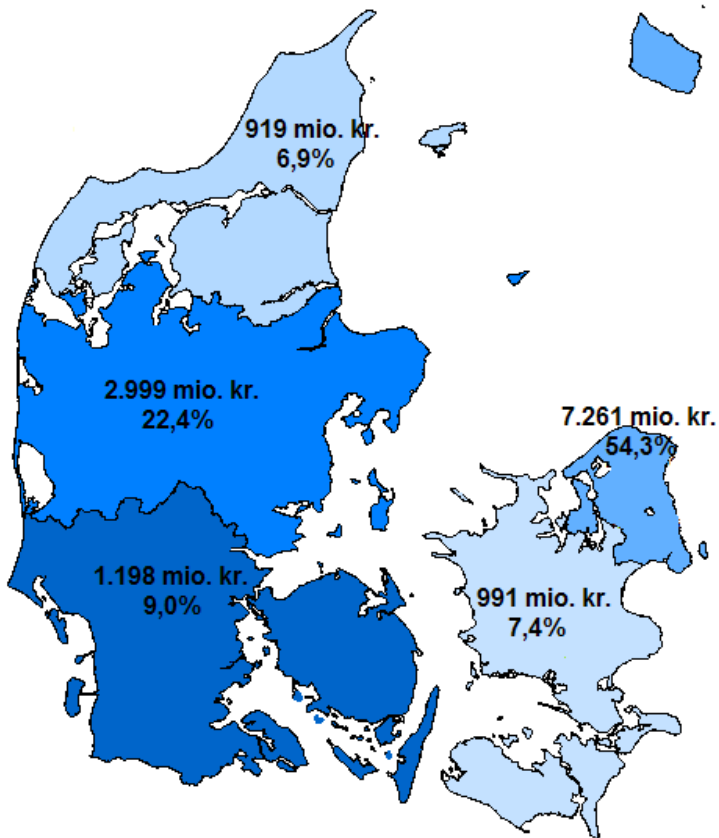 919 mio. kr.
6,9%
2.999 mio. kr.
22,4%
7.261 mio. kr.
54,3%
1.198 mio. kr.
9,0%
991 mio. kr.
7,4%